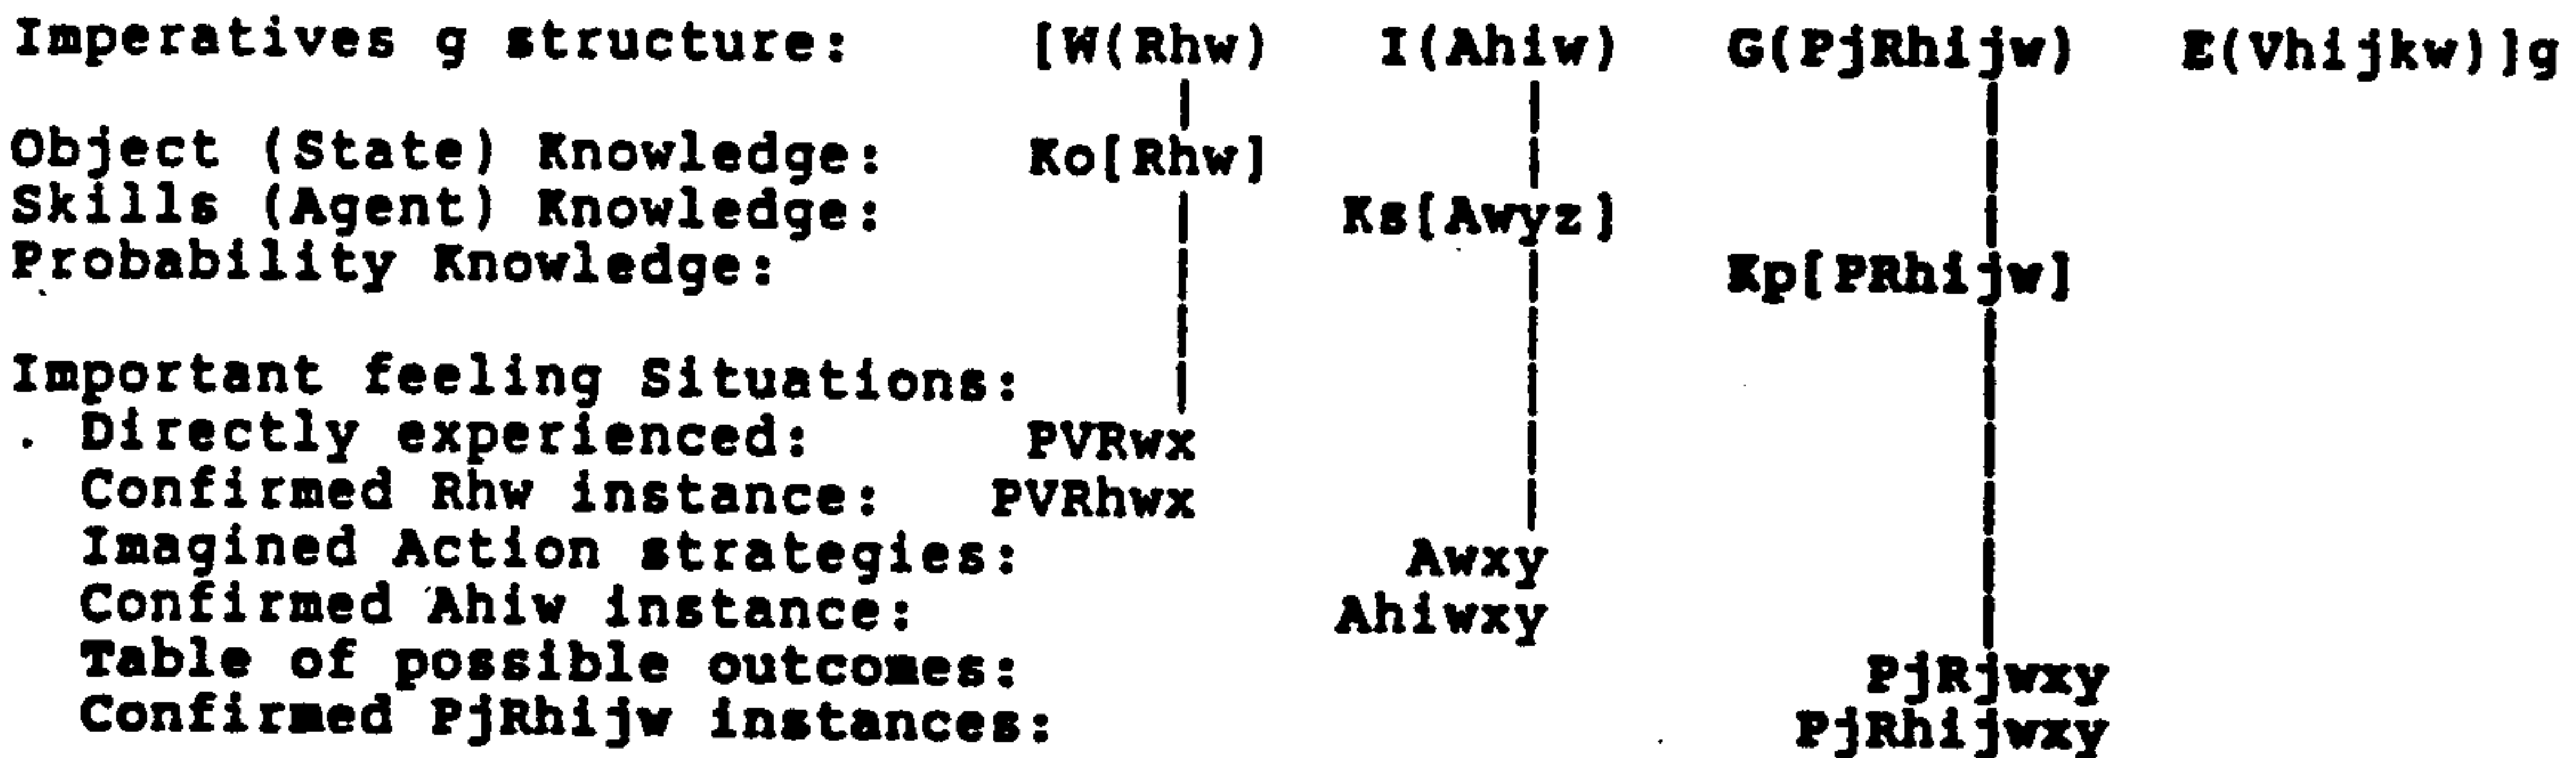 Imperatives g structure: [W(Rhw) I(Ahiw) G(PjRhijw) E(Vhijkw)]g
Object (State) Knowledge: Ko[Rhw]
Skills (Agent) Knowledge: Ks[Awyz]
Probability Knowledge: Kp[PRhijw]
Important feeling Situations:
Directly experienced: PVRwx
Confirmed Rhw instance: PVRhwx
Imagined Action strategies: Awxy
Confirmed Ahiw instance: Ahiwxy
Table of possible outcomes: PjRjwxy
Confirmed PjRhijw instances: PjRhijwxy